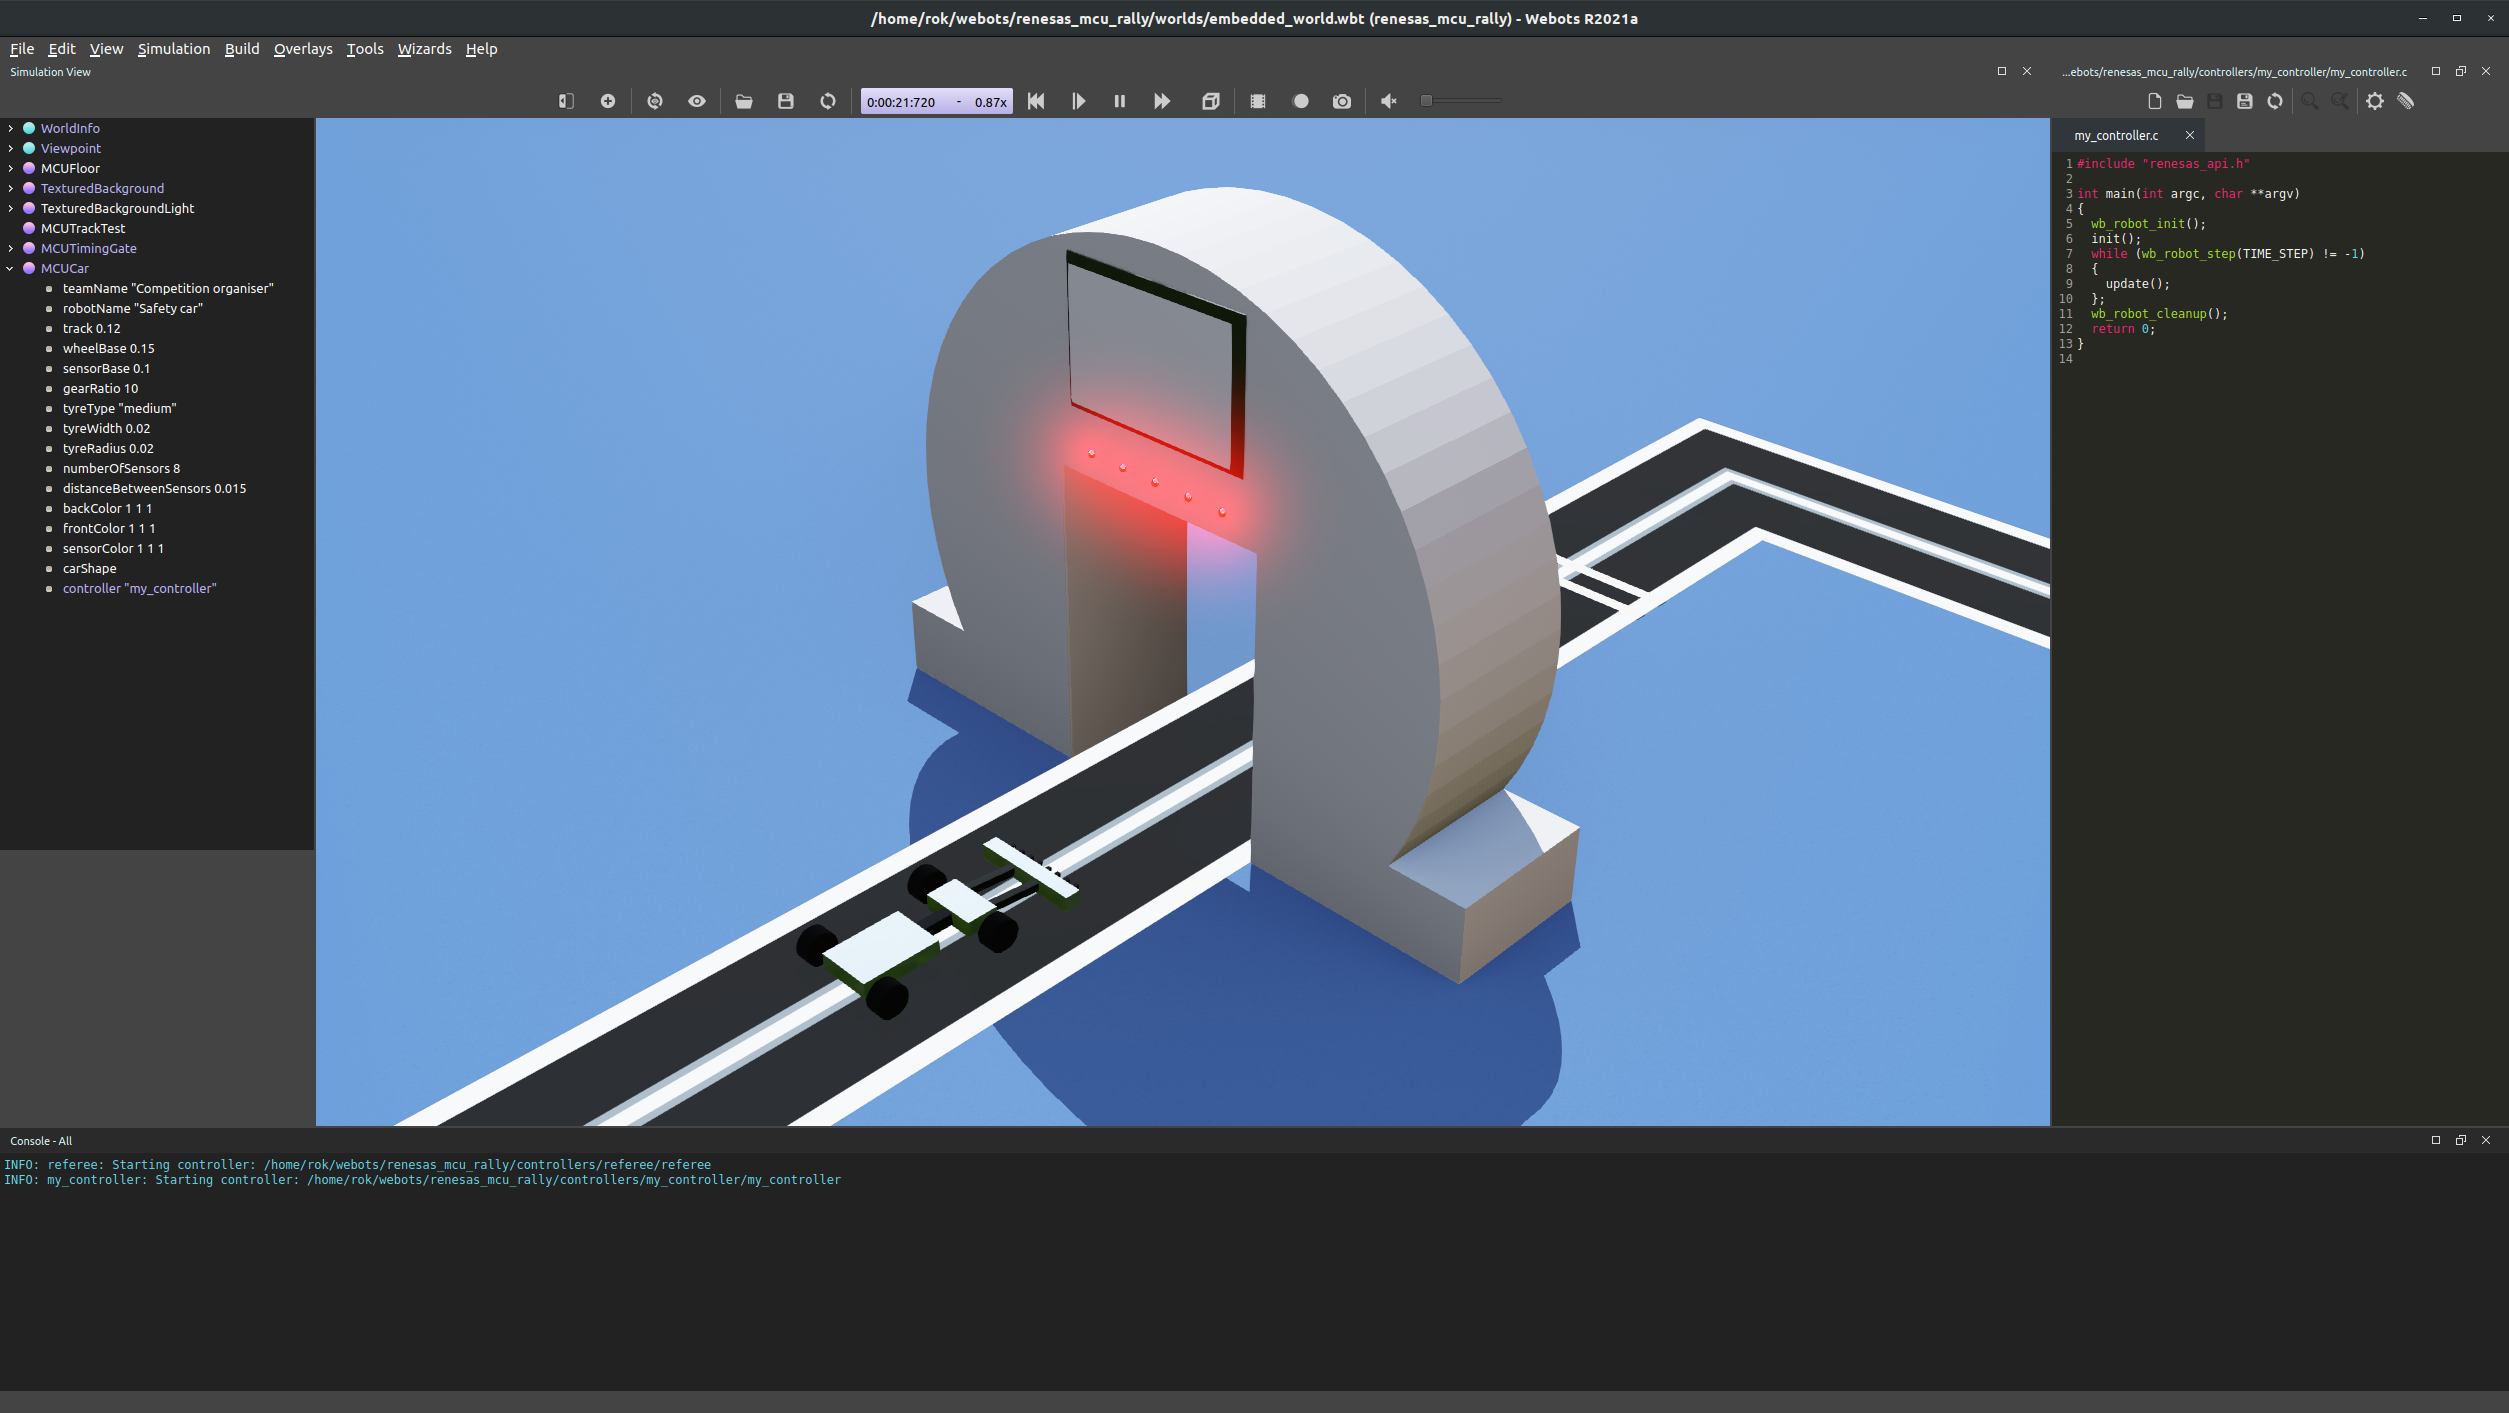 /home/rok/webots/renesas_mcu_rally/worlds/embedded_world.wbt (renesas_mcu_rally) - Webots R2021a
File Edit View Simulation Build Overlays Tools Wizards Help
Simulation View
...ebots/renesas_mcu_rally/controllers/my_controller/my_controller.c
0:00:21:720 - 0.87x
WorldInfo
Viewpoint
MCUFloor
TexturedBackground
TexturedBackgroundLight
MCUTrackTest
MCUTimingGate
MCUCar
teamName "Competition organiser"
robotName "Safety car"
track 0.12
wheelBase 0.15
sensorBase 0.1
gearRatio 10
tyreType "medium"
tyreWidth 0.02
tyreRadius 0.02
numberOfSensors 8
distanceBetweenSensors 0.015
backColor 1 1 1
frontColor 1 1 1
sensorColor 1 1 1
carShape
controller "my_controller"
my_controller.c
1 #include "renesas_api.h"
2
3 int main(int argc, char **argv)
4 {
5   wb_robot_init();
6   init();
7   while (wb_robot_step(TIME_STEP) != -1)
8   {
9     update();
10   };
11   wb_robot_cleanup();
12   return 0;
13 }
14
Console - All
INFO: referee: Starting controller: /home/rok/webots/renesas_mcu_rally/controllers/referee/referee
INFO: my_controller: Starting controller: /home/rok/webots/renesas_mcu_rally/controllers/my_controller/my_controller